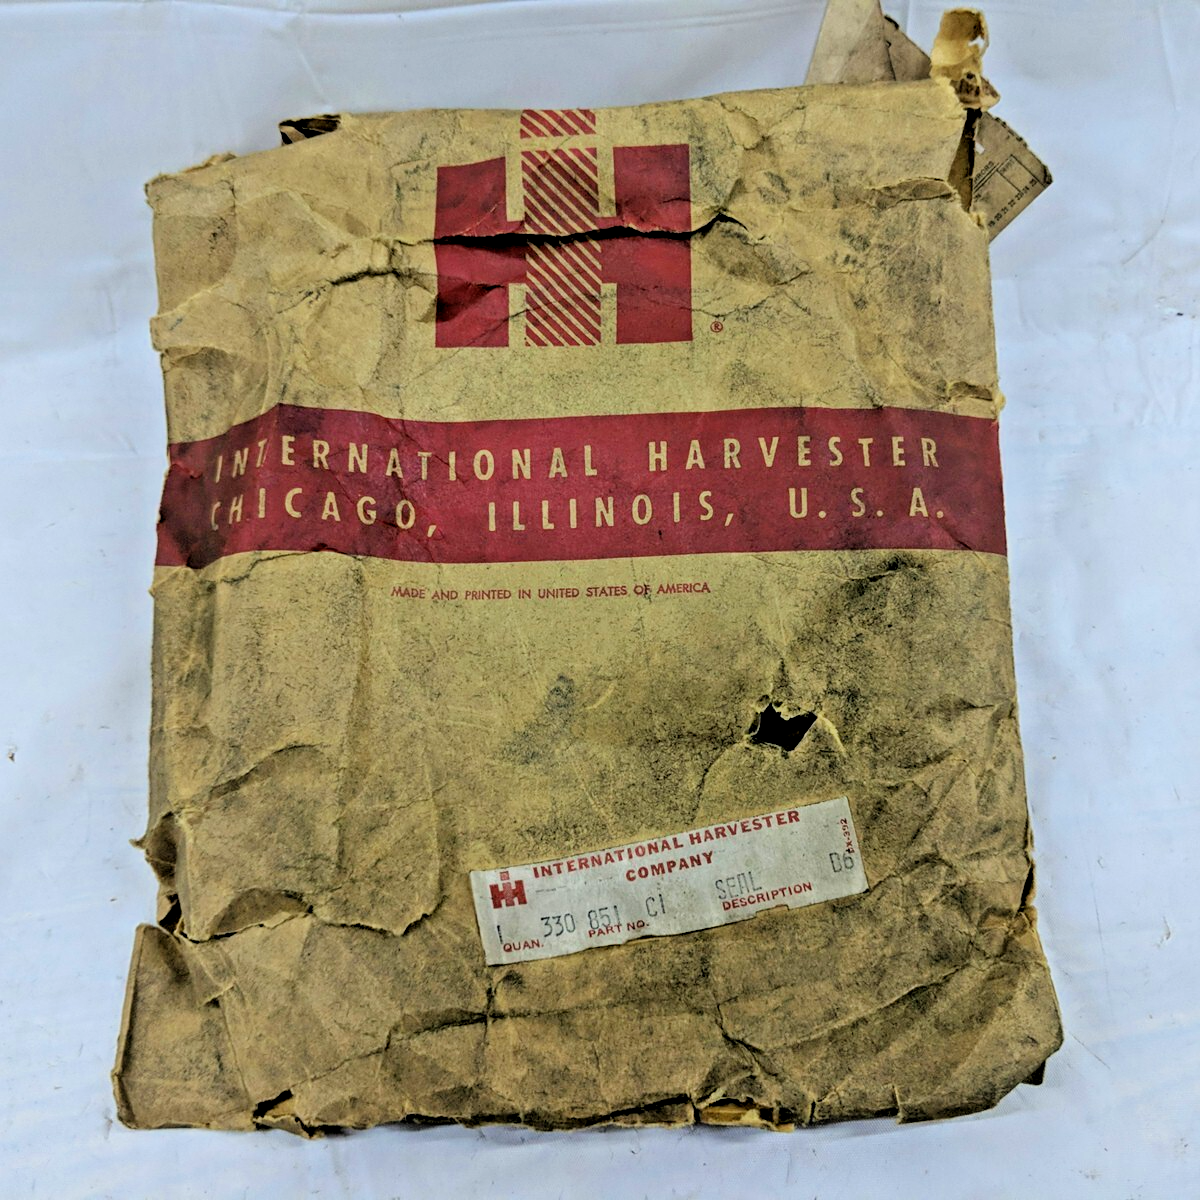 ®
INTERNATIONAL HARVESTER
CHICAGO, ILLINOIS, U. S. A.
MADE AND PRINTED IN UNITED STATES OF AMERICA
INTERNATIONAL HARVESTER
COMPANY
1 330 851 C1 SEAL D6
QUAN. PART NO. DESCRIPTION